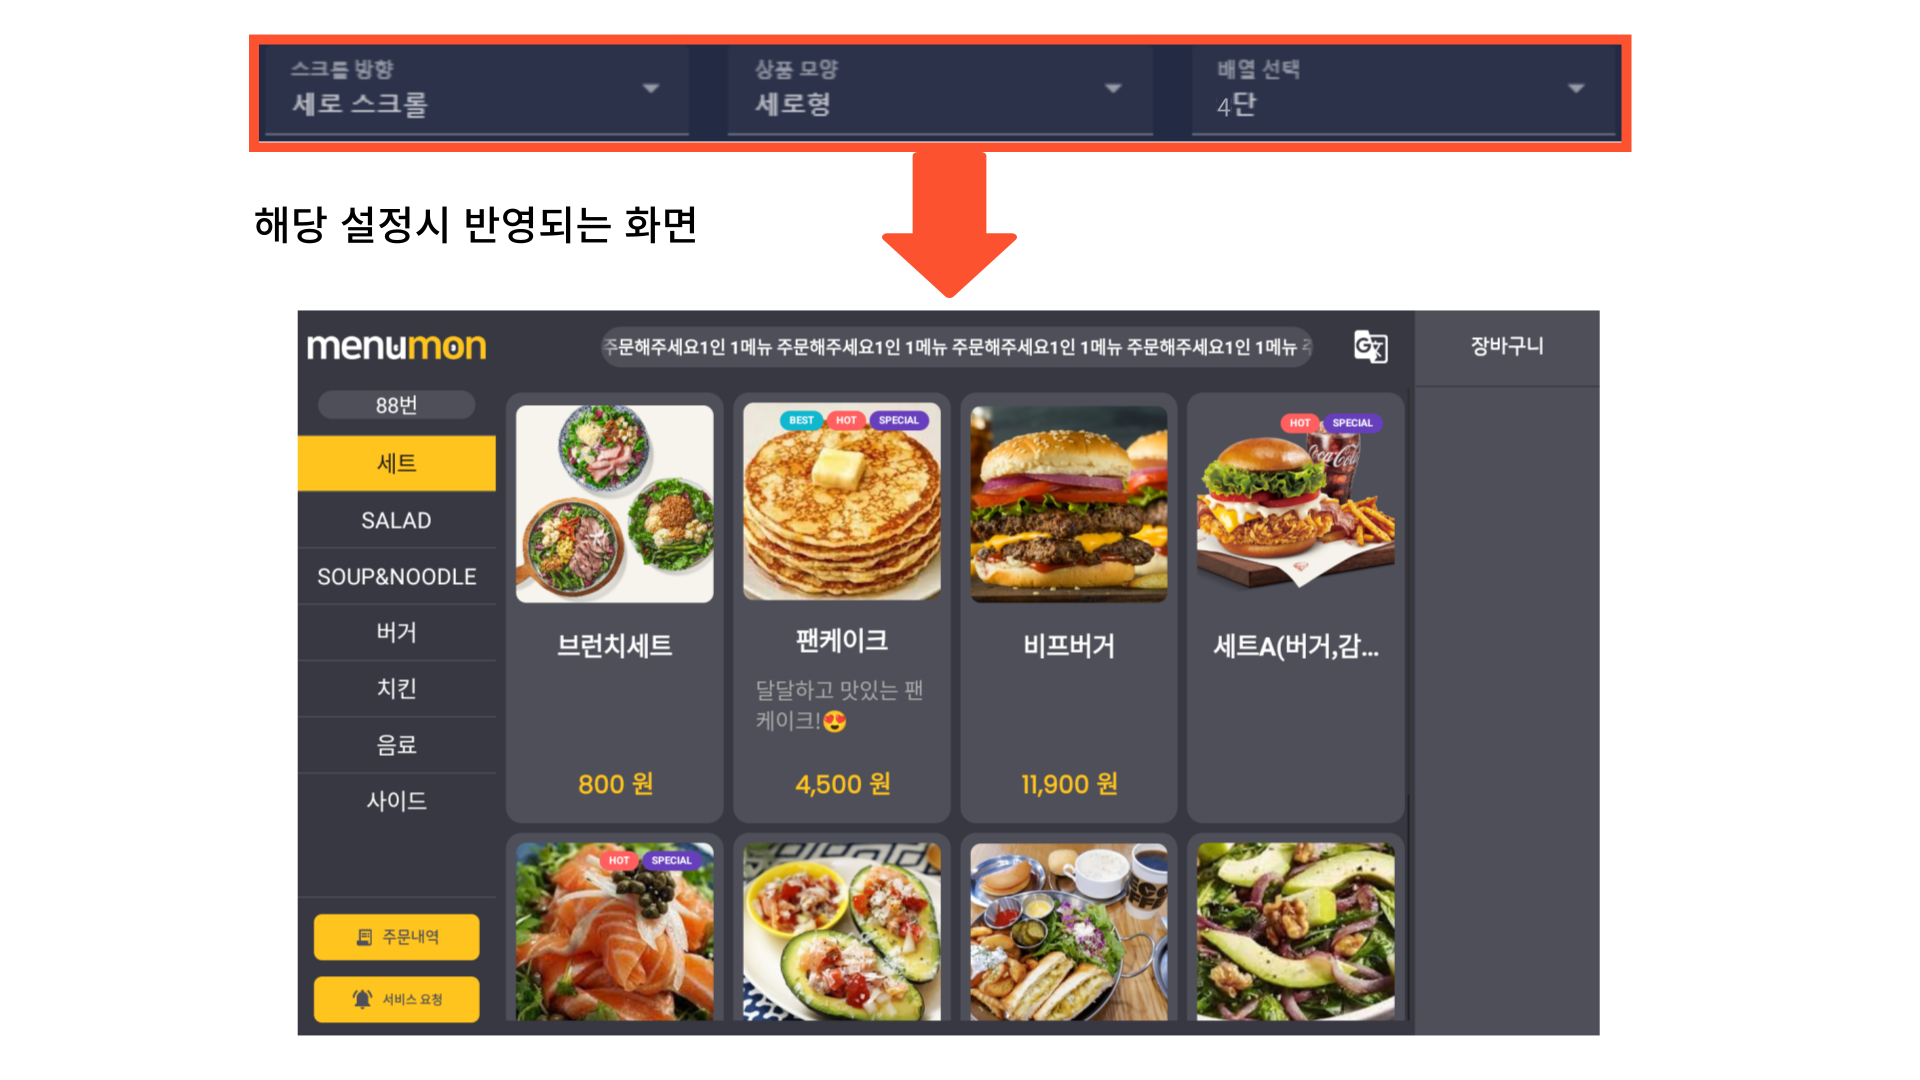 스크롤 방향
세로 스크롤
상품 모양
세로형
배열 선택
4단
해당 설정시 반영되는 화면
menumon
주문해주세요1인 1메뉴 주문해주세요1인 1메뉴 주문해주세요1인 1메뉴 주문해주세요1인 1메뉴
장바구니
88번
세트
SALAD
SOUP&NOODLE
버거
치킨
음료
사이드
주문내역
서비스 요청
브런치세트
800 원
BEST HOT SPECIAL
팬케이크
달달하고 맛있는 팬
케이크!😍
4,500 원
비프버거
11,900 원
HOT SPECIAL
Coca-Cola
세트A(버거,감...
HOT SPECIAL